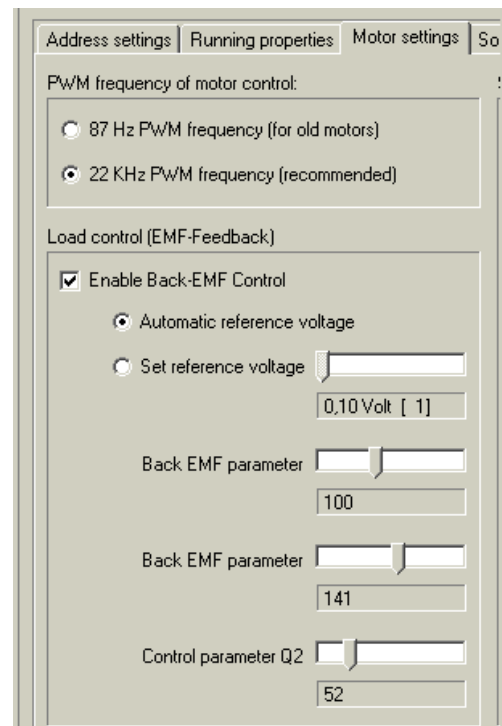 Address settings Running properties Motor settings So
PWM frequency of motor control:
87 Hz PWM frequency (for old motors)
22 KHz PWM frequency (recommended)
Load control (EMF-Feedback)
Enable Back-EMF Control
Automatic reference voltage
Set reference voltage
0,10 Volt [ 1]
Back EMF parameter
100
Back EMF parameter
141
Control parameter Q2
52